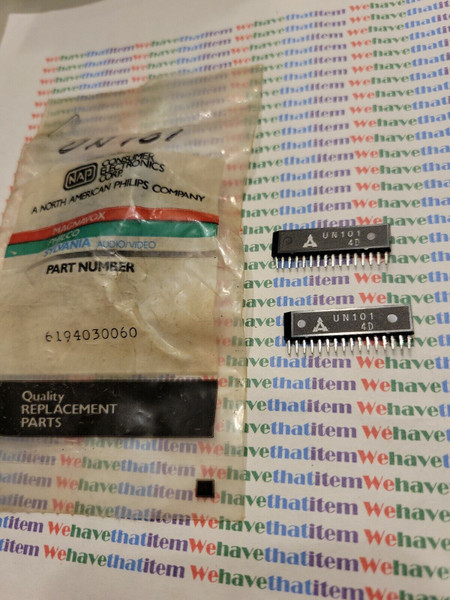 UN101
NAP CONSUMER ELECTRONICS CORP.
A NORTH AMERICAN PHILIPS COMPANY
MAGNAVOX
PHILCO
SYLVANIA AUDIO/VIDEO
PART NUMBER
6194030060
Quality
REPLACEMENT
PARTS
UN101
4D
UN101
4D
Wehavethatitem